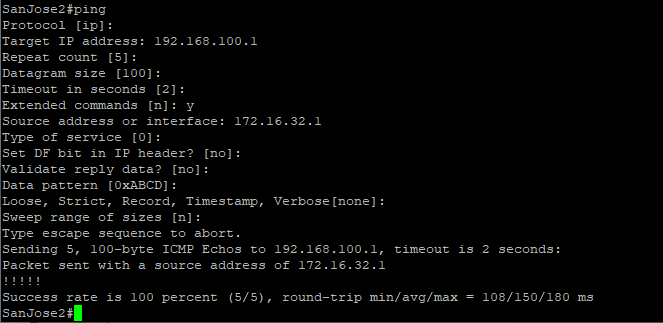 SanJose2#ping
Protocol [ip]:
Target IP address: 192.168.100.1
Repeat count [5]:
Datagram size [100]:
Timeout in seconds [2]:
Extended commands [n]: y
Source address or interface: 172.16.32.1
Type of service [0]:
Set DF bit in IP header? [no]:
Validate reply data? [no]:
Data pattern [0xABCD]:
Loose, Strict, Record, Timestamp, Verbose[none]:
Sweep range of sizes [n]:
Type escape sequence to abort.
Sending 5, 100-byte ICMP Echos to 192.168.100.1, timeout is 2 seconds:
Packet sent with a source address of 172.16.32.1
!!!!!
Success rate is 100 percent (5/5), round-trip min/avg/max = 108/150/180 ms
SanJose2#